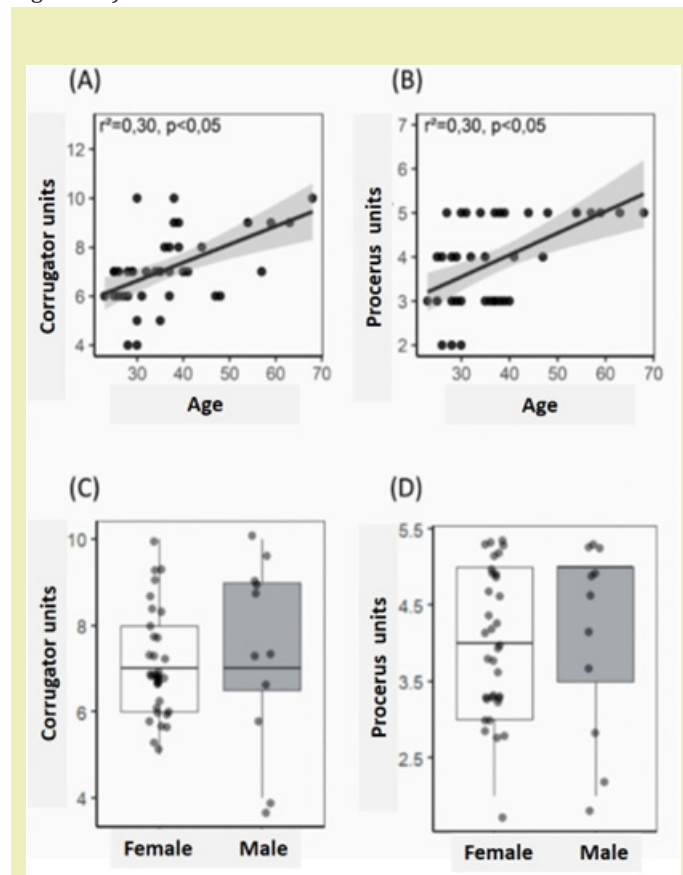 (A)
r²=0,30, p<0,05
12
10
8
6
4
Corrugator units
30 40 50 60 70
Age
(B)
r²=0,30, p<0,05
7
6
5
4
3
2
Procerus units
30 40 50 60 70
Age
(C)
10
8
6
4
Corrugator units
Female Male
(D)
5.5
4.5
3.5
2.5
Procerus units
Female Male